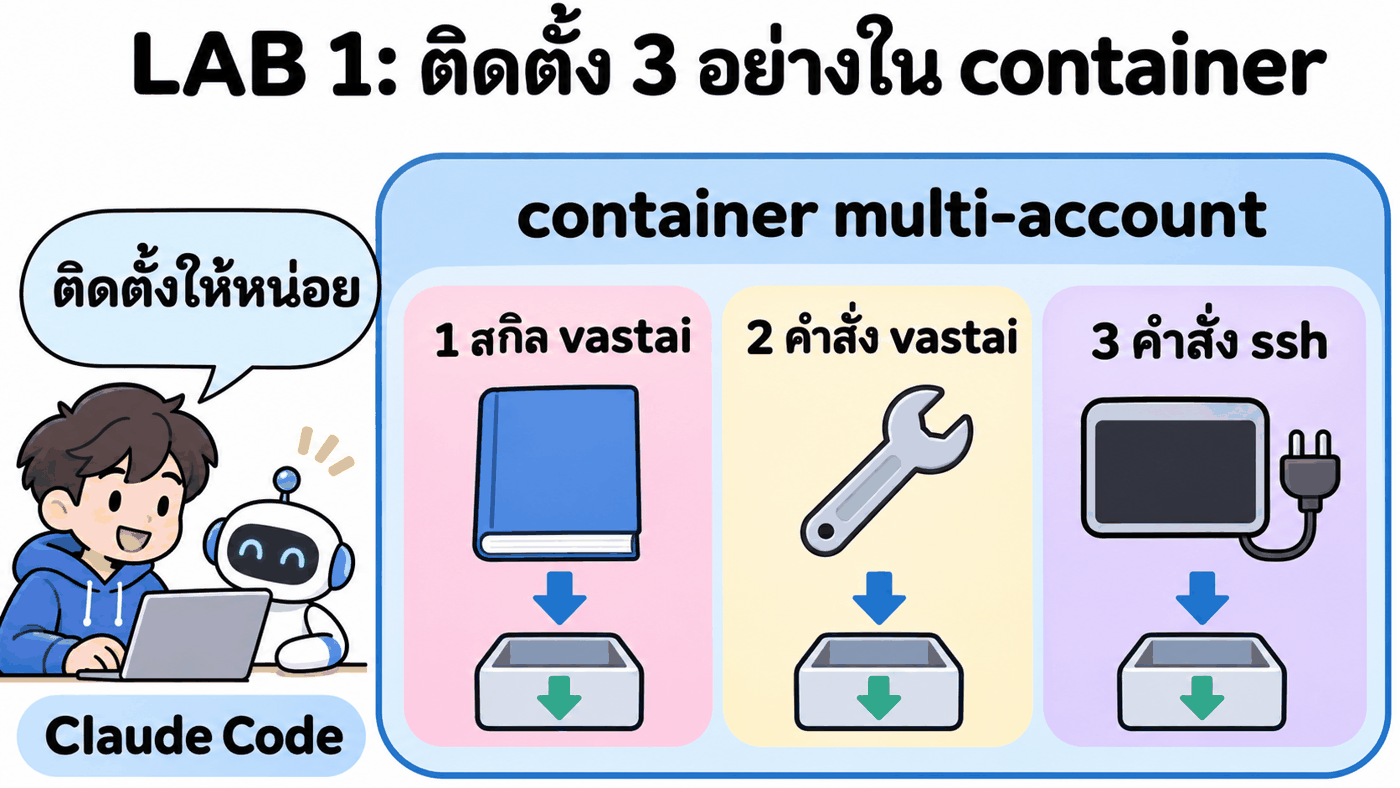 LAB 1: ติดตั้ง 3 อย่างใน container
container multi-account
ติดตั้งให้หน่อย
1 สกิล vastai
2 คำสั่ง vastai
3 คำสั่ง ssh
Claude Code